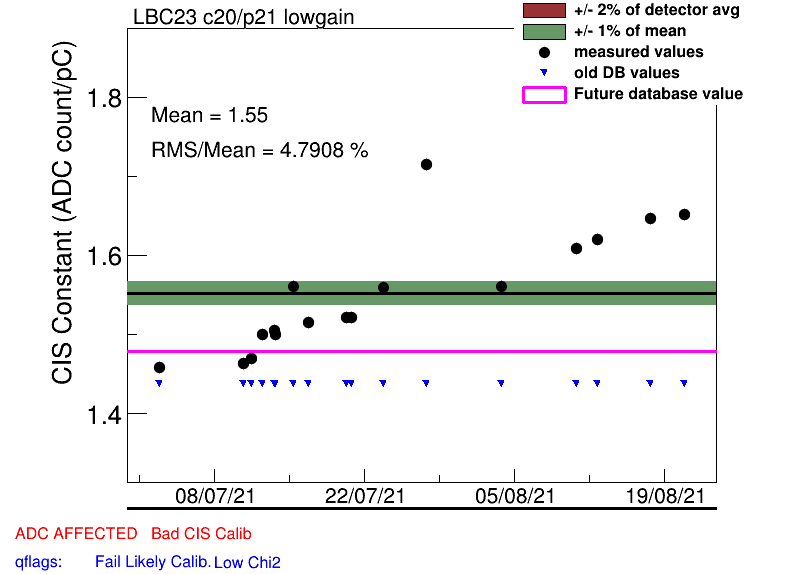 LBC23 c20/p21 lowgain
+/- 2% of detector avg
+/- 1% of mean
measured values
old DB values
Future database value
Mean = 1.55
RMS/Mean = 4.7908 %
CIS Constant (ADC count/pC)
1.8
1.6
1.4
08/07/21 22/07/21 05/08/21 19/08/21
ADC AFFECTED Bad CIS Calib
qflags: Fail Likely Calib. Low Chi2